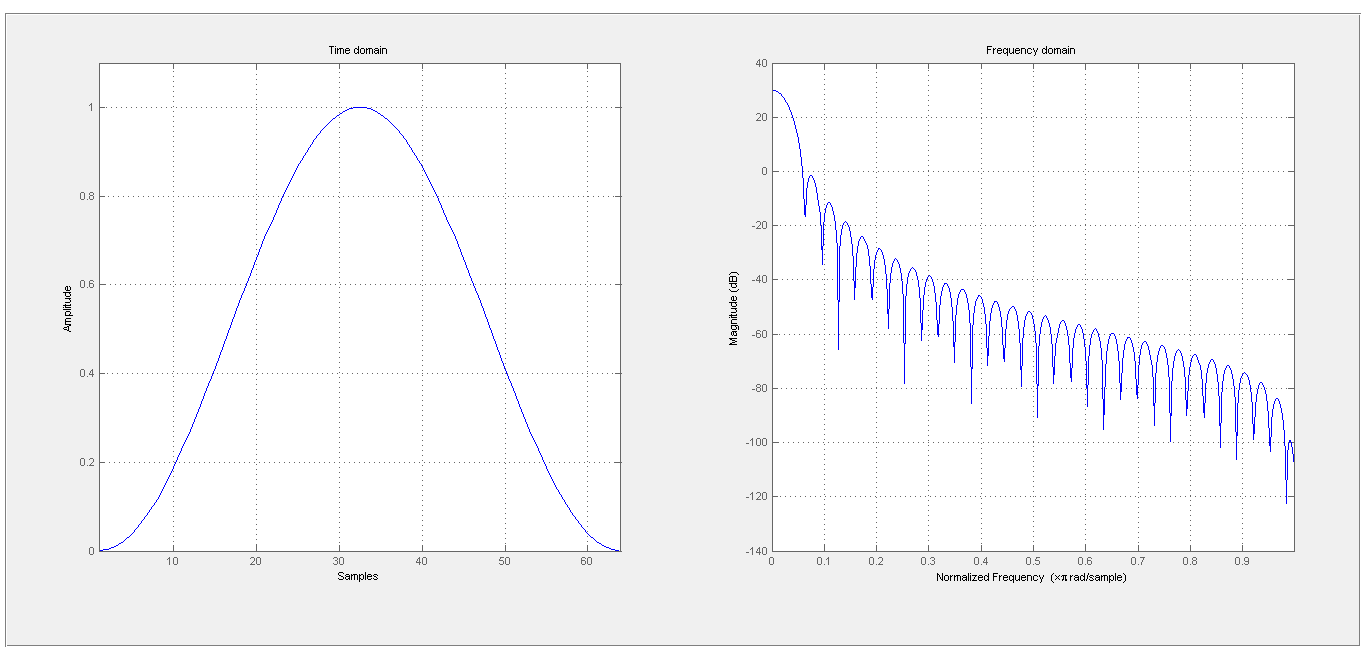 Time domain
1
0.8
0.6
0.4
0.2
0
Amplitude
10 20 30 40 50 60
Samples
Frequency domain
40
20
0
-20
-40
-60
-80
-100
-120
-140
Magnitude (dB)
0 0.1 0.2 0.3 0.4 0.5 0.6 0.7 0.8 0.9
Normalized Frequency (×π rad/sample)